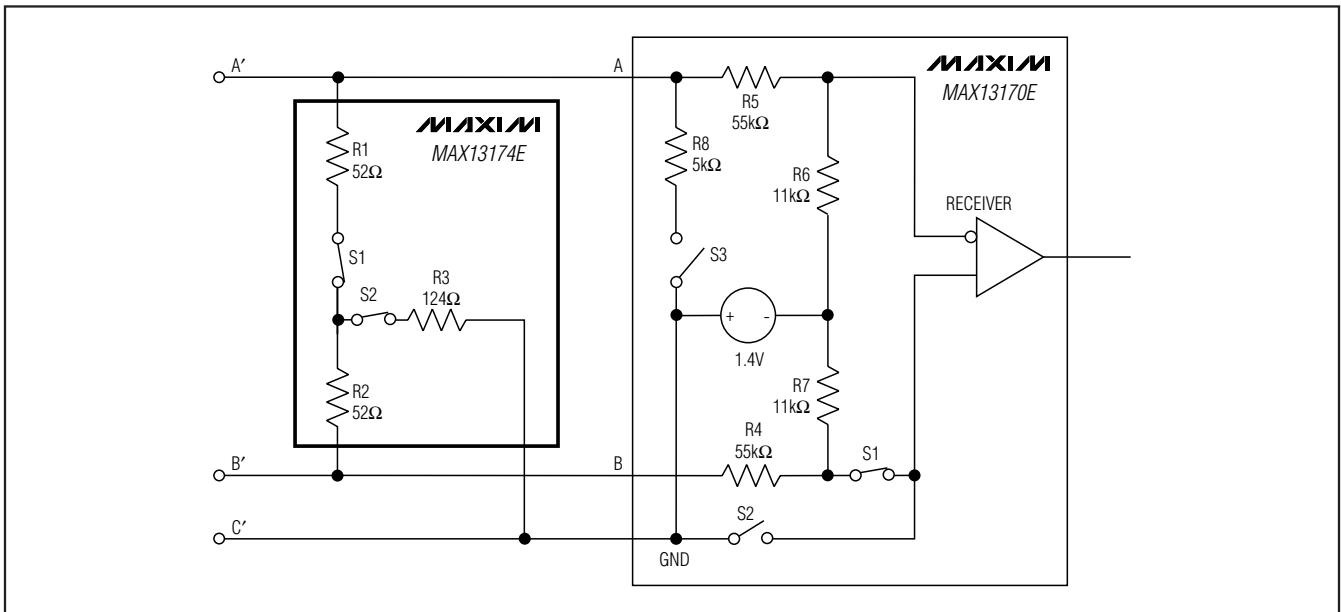 A′
A
MAXIM
MAX13170E
R5
55kΩ
MAXIM
MAX13174E
R1
52Ω
R8
5kΩ
R6
11kΩ
RECEIVER
S1
S3
S2
R3
124Ω
+ -
1.4V
R2
52Ω
R7
11kΩ
R4
55kΩ
S1
B′
B
S2
C′
GND